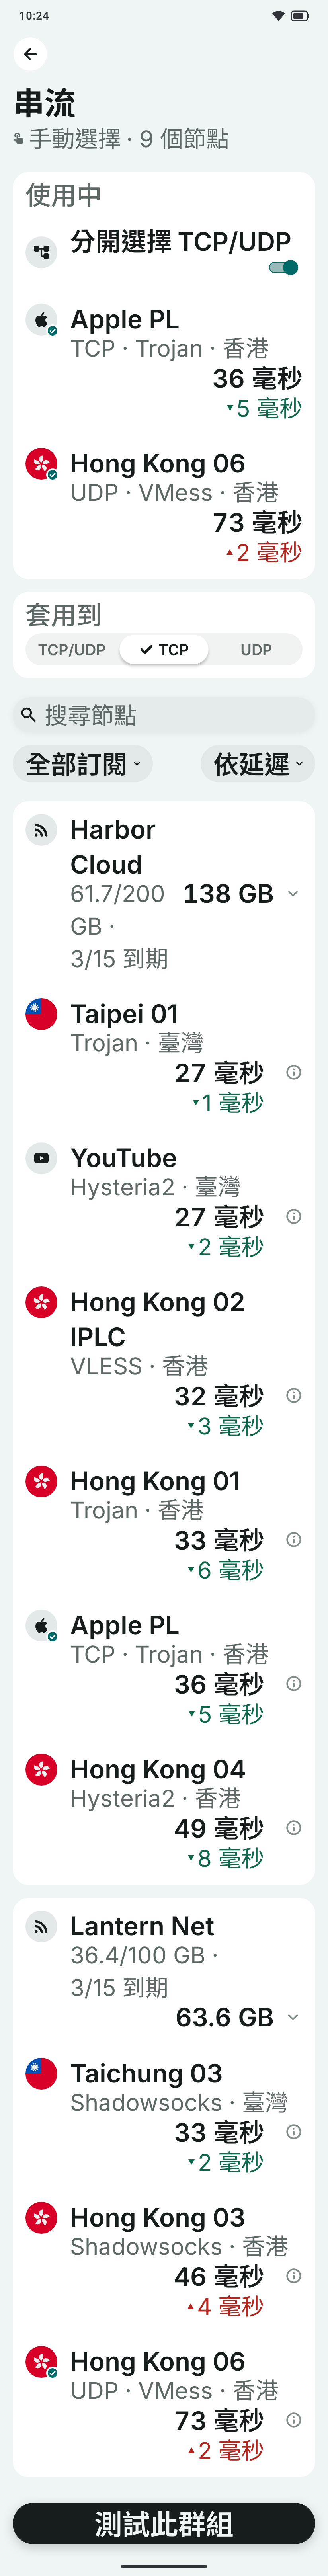 10:24
串流
手動選擇 · 9 個節點
使用中
分開選擇 TCP/UDP
Apple PL
TCP · Trojan · 香港
36 毫秒
▾5 毫秒
Hong Kong 06
UDP · VMess · 香港
73 毫秒
▴2 毫秒
套用到
TCP/UDP
TCP
UDP
搜尋節點
全部訂閱
依延遲
Harbor
Cloud
61.7/200
GB ·
3/15 到期
138 GB
Taipei 01
Trojan · 臺灣
27 毫秒
▾1 毫秒
YouTube
Hysteria2 · 臺灣
27 毫秒
▾2 毫秒
Hong Kong 02
IPLC
VLESS · 香港
32 毫秒
▾3 毫秒
Hong Kong 01
Trojan · 香港
33 毫秒
▾6 毫秒
Apple PL
TCP · Trojan · 香港
36 毫秒
▾5 毫秒
Hong Kong 04
Hysteria2 · 香港
49 毫秒
▾8 毫秒
Lantern Net
36.4/100 GB ·
3/15 到期
63.6 GB
Taichung 03
Shadowsocks · 臺灣
33 毫秒
▾2 毫秒
Hong Kong 03
Shadowsocks · 香港
46 毫秒
▴4 毫秒
Hong Kong 06
UDP · VMess · 香港
73 毫秒
▴2 毫秒
測試此群組